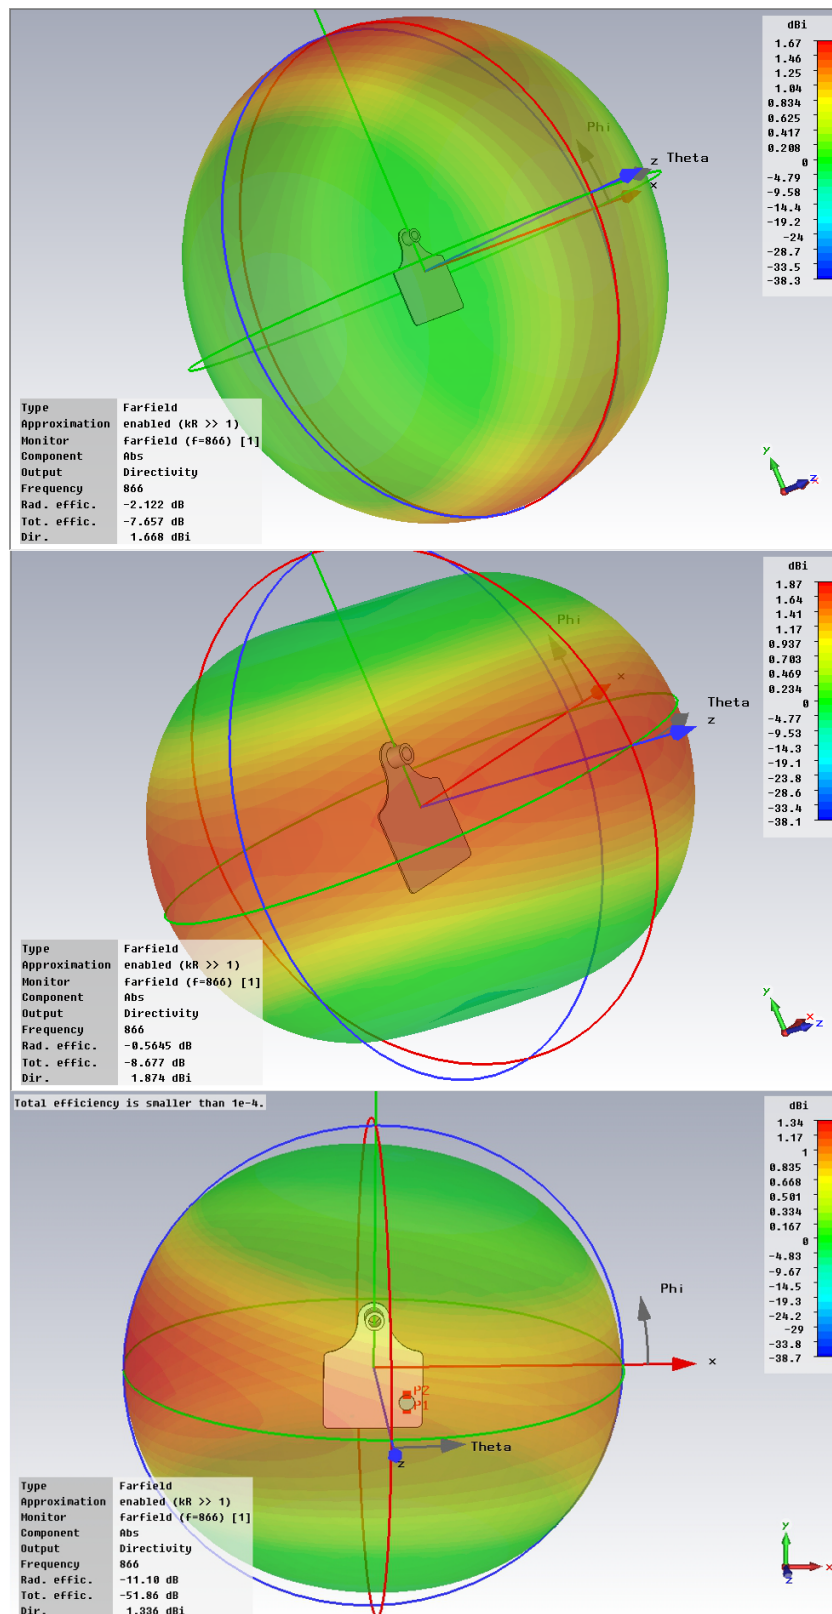 dBi
1.67
1.46
1.25
1.04
0.834
0.625
0.417
0.208
0
-4.79
-9.58
-14.4
-19.2
-24
-28.7
-33.5
-38.3
Phi
z Theta
x
Type Farfield
Approximation enabled (kR >> 1)
Monitor farfield (f=866) [1]
Component Abs
Output Directivity
Frequency 866
Rad. effic. -2.122 dB
Tot. effic. -7.657 dB
Dir. 1.668 dBi
y
z
x
dBi
1.87
1.64
1.41
1.17
0.937
0.703
0.469
0.234
0
-4.77
-9.53
-14.3
-19.1
-23.8
-28.6
-33.4
-38.1
Phi
x
Theta
z
Type Farfield
Approximation enabled (kR >> 1)
Monitor farfield (f=866) [1]
Component Abs
Output Directivity
Frequency 866
Rad. effic. -0.5645 dB
Tot. effic. -8.677 dB
Dir. 1.874 dBi
y
x
z
Total efficiency is smaller than 1e-4.
dBi
1.34
1.17
1
0.835
0.668
0.501
0.334
0.167
0
-4.83
-9.67
-14.5
-19.3
-24.2
-29
-33.8
-38.7
Phi
x
P2
P1
Theta
z
Type Farfield
Approximation enabled (kR >> 1)
Monitor farfield (f=866) [1]
Component Abs
Output Directivity
Frequency 866
Rad. effic. -11.10 dB
Tot. effic. -51.86 dB
Dir. 1.336 dBi
y
x
z